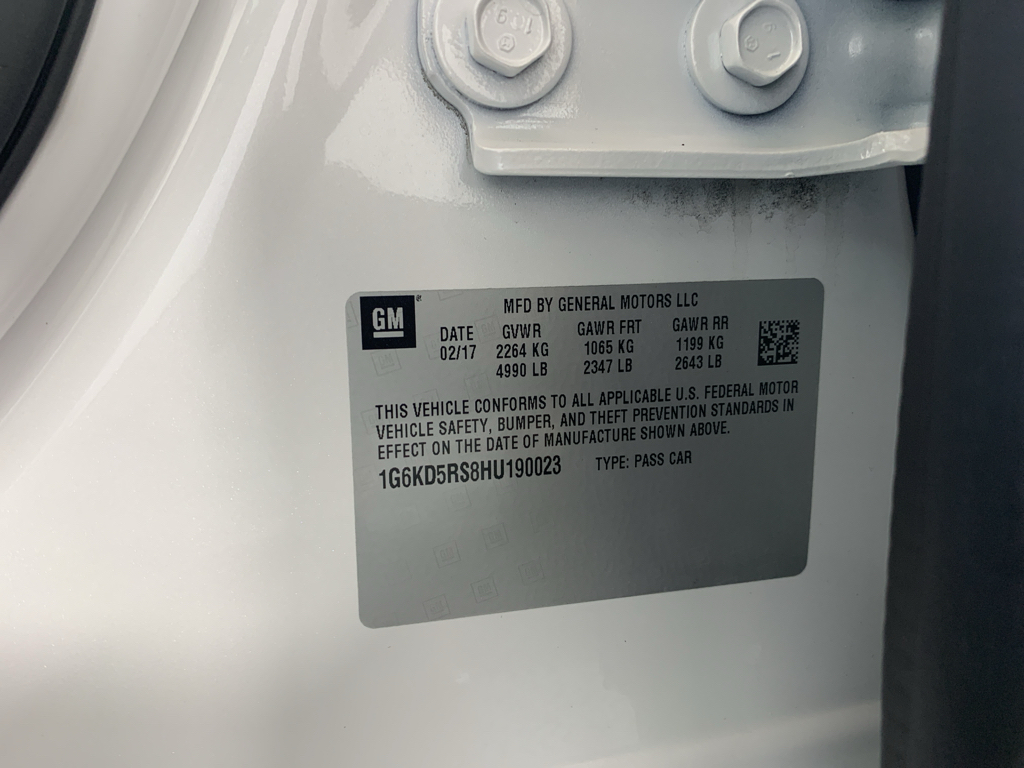 GM
MFD BY GENERAL MOTORS LLC
DATE GVWR GAWR FRT GAWR RR
02/17 2264 KG 1065 KG 1199 KG
4990 LB 2347 LB 2643 LB
THIS VEHICLE CONFORMS TO ALL APPLICABLE U.S. FEDERAL MOTOR
VEHICLE SAFETY, BUMPER, AND THEFT PREVENTION STANDARDS IN
EFFECT ON THE DATE OF MANUFACTURE SHOWN ABOVE.
1G6KD5RS8HU190023 TYPE: PASS CAR